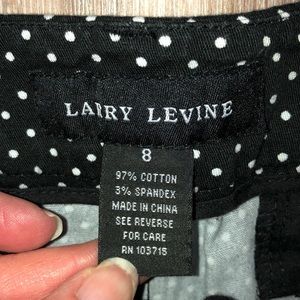 LARRY LEVINE
8
97% COTTON
3% SPANDEX
MADE IN CHINA
SEE REVERSE
FOR CARE
RN 103715